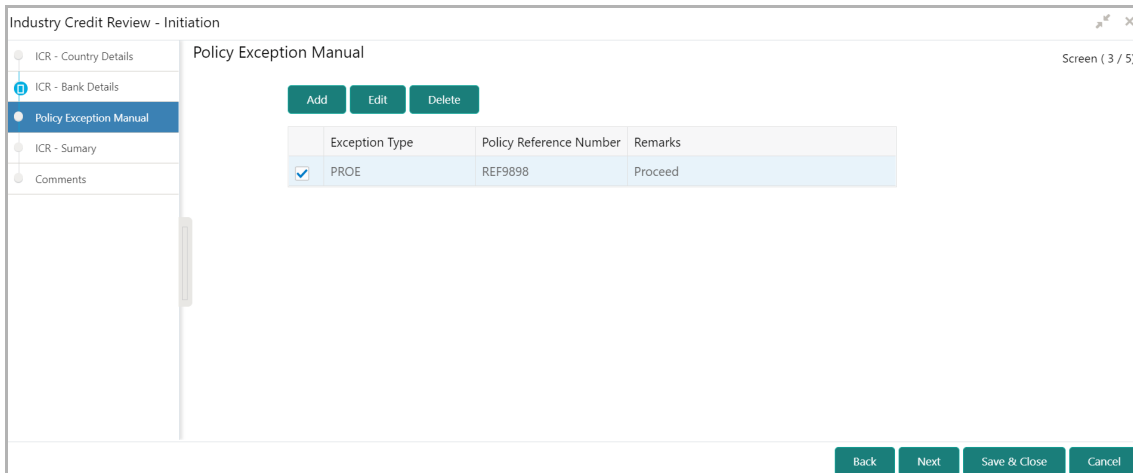 Industry Credit Review - Initiation
ICR - Country Details
ICR - Bank Details
Policy Exception Manual
ICR - Sumary
Comments
Policy Exception Manual
Screen ( 3 / 5)
Add Edit Delete
Exception Type Policy Reference Number Remarks
PROE REF9898 Proceed
Back Next Save & Close Cancel